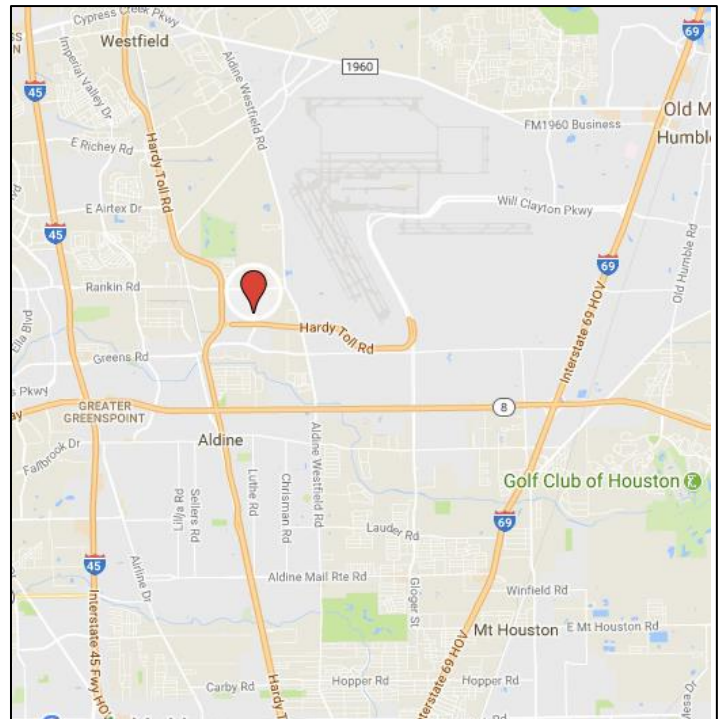 Cypress Creek Pkwy
69
Westfield
1960
45
Imperial Valley Dr
Aldine Westfield Rd
Old M
Humble
FM1960 Business
E Richey Rd
Hardy Toll Rd
E Airtex Dr
Will Clayton Pkwy
45
69
Old Humble Rd
Rankin Rd
Ella Blvd
Hardy Toll Rd
Interstate 69 HOV
Greens Rd
s Pkwy
GREATER
GREENSPOINT
8
ay
Aldine
Fallbrook Dr
Aldine Westfield Rd
Golf Club of Houston
Luthe Rd
Chrisman Rd
Sellers Rd
Lillja Rd
69
Lauder Rd
45
Airline Dr
Aldine Mail Rte Rd
Gloger St
Winfield Rd
Interstate 45 Fwy HOV
Mt Houston
E Mt Houston Rd
Interstate 69 HOV
Carby Rd
Hardy T
Hopper Rd
Hopper Rd
Mesa Dr